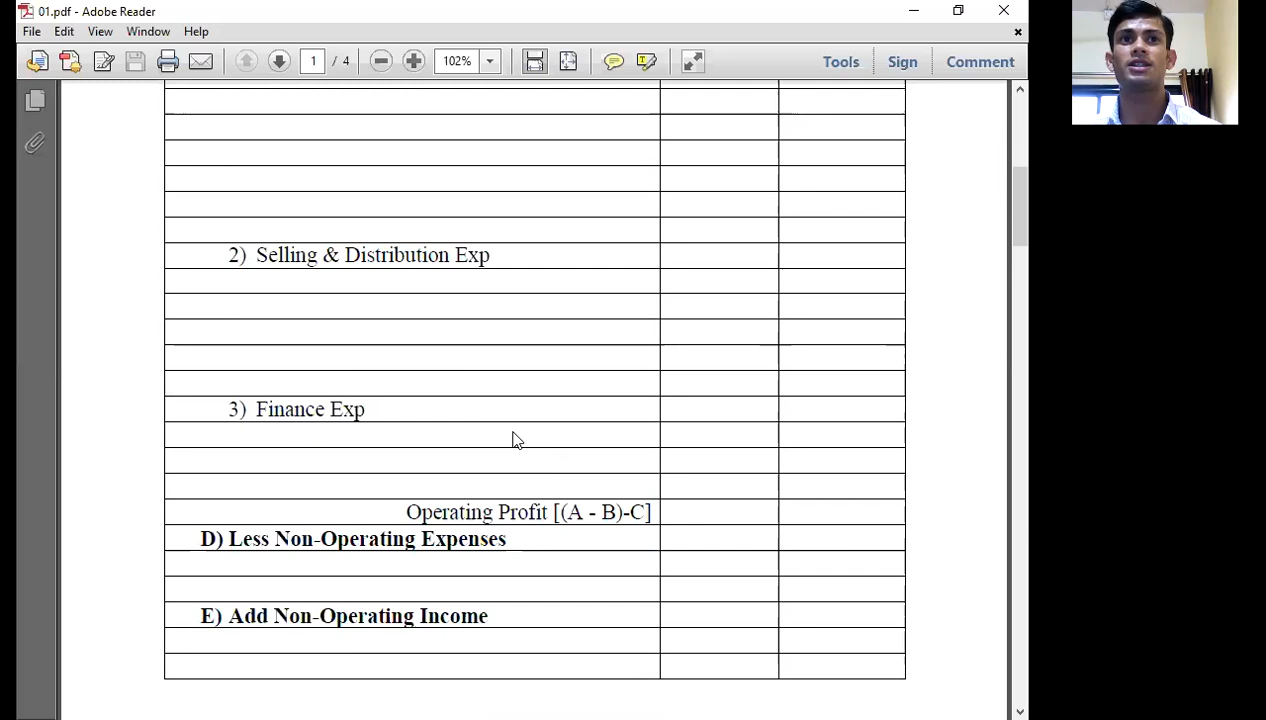 01.pdf - Adobe Reader
File Edit View Window Help
1 / 4 102% Tools Sign Comment
2) Selling & Distribution Exp
3) Finance Exp
Operating Profit [(A - B)-C]
D) Less Non-Operating Expenses
E) Add Non-Operating Income